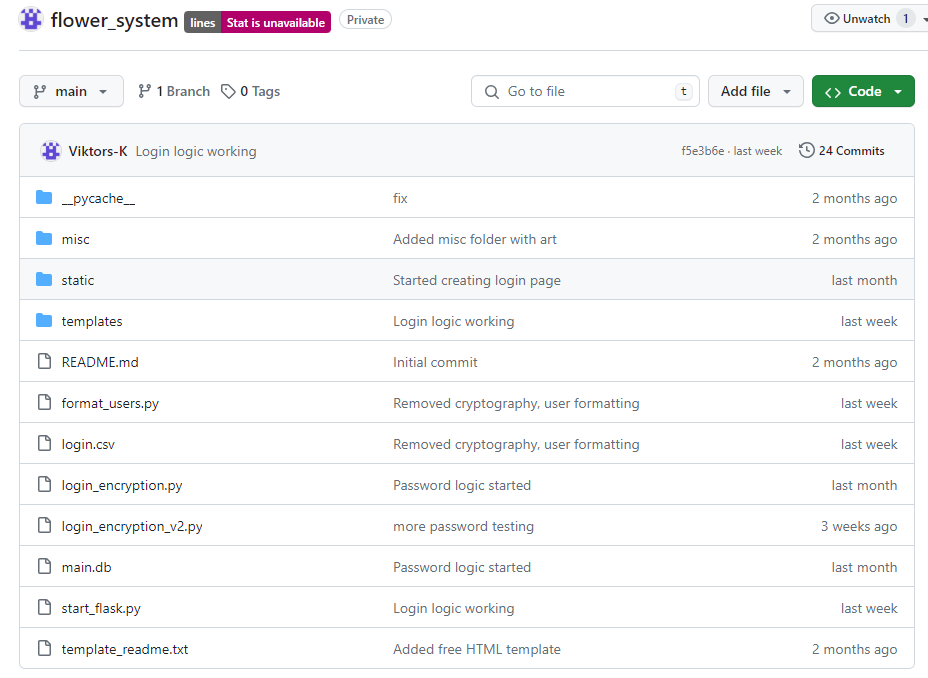 flower_system lines Stat is unavailable Private Unwatch 1
main 1 Branch 0 Tags Go to file t Add file <> Code
Viktors-K Login logic working f5e3b6e · last week 24 Commits
__pycache__ fix 2 months ago
misc Added misc folder with art 2 months ago
static Started creating login page last month
templates Login logic working last week
README.md Initial commit 2 months ago
format_users.py Removed cryptography, user formatting last week
login.csv Removed cryptography, user formatting last week
login_encryption.py Password logic started last month
login_encryption_v2.py more password testing 3 weeks ago
main.db Password logic started last month
start_flask.py Login logic working last week
template_readme.txt Added free HTML template 2 months ago